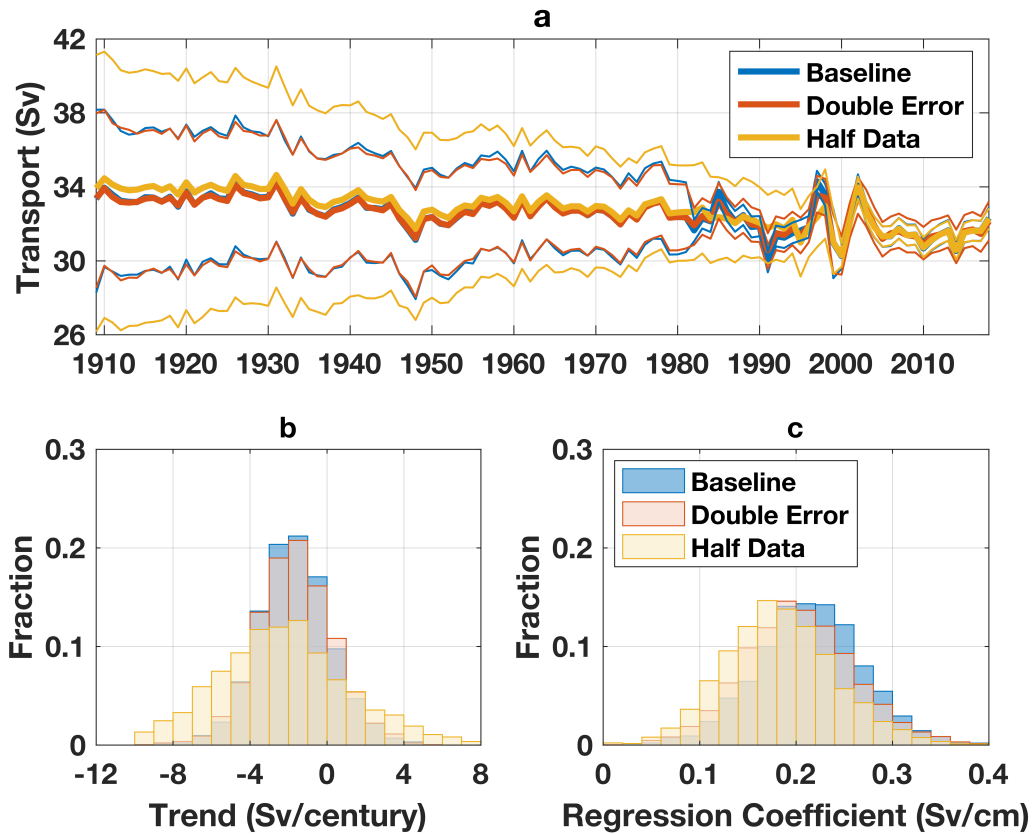 a
42
38
34
30
26
Transport (Sv)
Baseline
Double Error
Half Data
1910 1920 1930 1940 1950 1960 1970 1980 1990 2000 2010
b
0.3
0.2
0.1
0
Fraction
-12 -8 -4 0 4 8
Trend (Sv/century)
c
0.3
0.2
0.1
0
Fraction
Baseline
Double Error
Half Data
0 0.1 0.2 0.3 0.4
Regression Coefficient (Sv/cm)